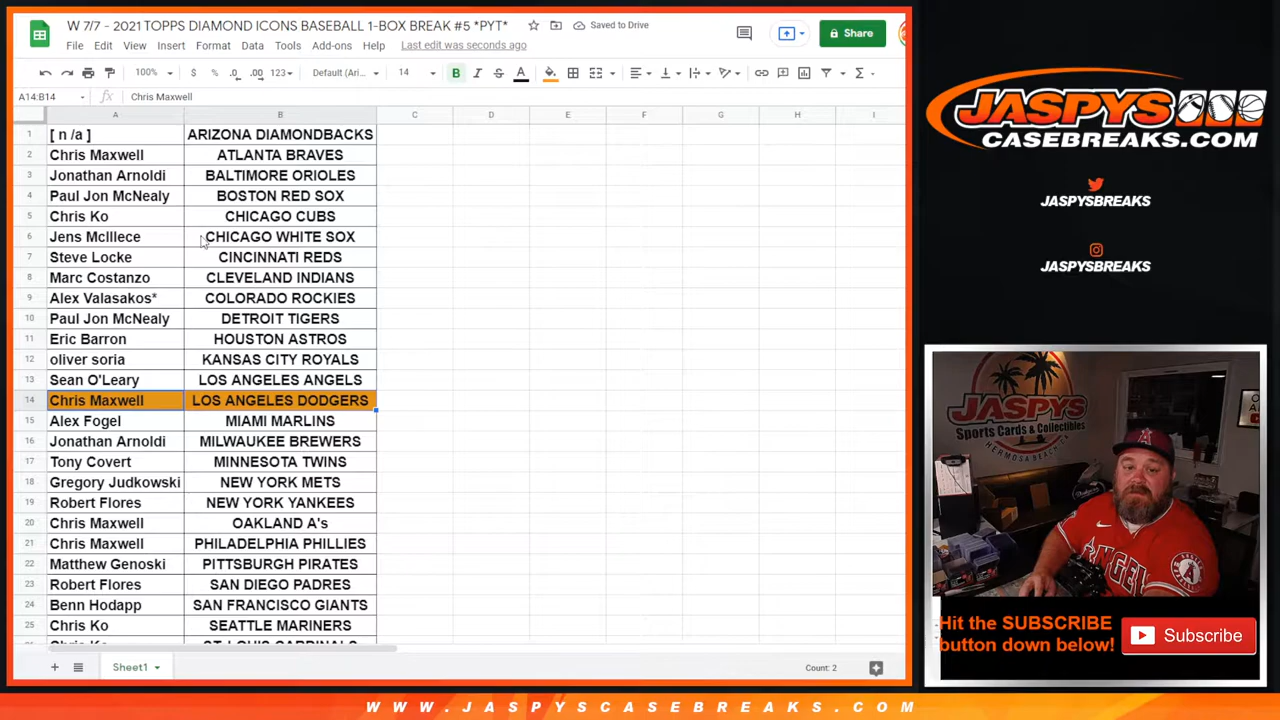 W 7/7 - 2021 TOPPS DIAMOND ICONS BASEBALL 1-BOX BREAK #5 *PYT*
Saved to Drive
File Edit View Insert Format Data Tools Add-ons Help Last edit was seconds ago
Share
100% $ % .0 .00 123 Default (Ari... 14 B I S A
A14:B14 fx Chris Maxwell
A B C D E F G H I
1 [ n /a ] ARIZONA DIAMONDBACKS
2 Chris Maxwell ATLANTA BRAVES
3 Jonathan Arnoldi BALTIMORE ORIOLES
4 Paul Jon McNealy BOSTON RED SOX
5 Chris Ko CHICAGO CUBS
6 Jens McIllece CHICAGO WHITE SOX
7 Steve Locke CINCINNATI REDS
8 Marc Costanzo CLEVELAND INDIANS
9 Alex Valasakos* COLORADO ROCKIES
10 Paul Jon McNealy DETROIT TIGERS
11 Eric Barron HOUSTON ASTROS
12 oliver soria KANSAS CITY ROYALS
13 Sean O'Leary LOS ANGELES ANGELS
14 Chris Maxwell LOS ANGELES DODGERS
15 Alex Fogel MIAMI MARLINS
16 Jonathan Arnoldi MILWAUKEE BREWERS
17 Tony Covert MINNESOTA TWINS
18 Gregory Judkowski NEW YORK METS
19 Robert Flores NEW YORK YANKEES
20 Chris Maxwell OAKLAND A's
21 Chris Maxwell PHILADELPHIA PHILLIES
22 Matthew Genoski PITTSBURGH PIRATES
23 Robert Flores SAN DIEGO PADRES
24 Benn Hodapp SAN FRANCISCO GIANTS
25 Chris Ko SEATTLE MARINERS
Chris Ko ST. LOUIS CARDINALS
Sheet1
Count: 2
JASPYS
CASEBREAKS.COM
JASPYSBREAKS
JASPYSBREAKS
JASPYS
Sports Cards & Collectibles
HERMOSA BEACH
ANGELS
Hit the SUBSCRIBE
button down below!
Subscribe
WWW.JASPYSCASEBREAKS.COM